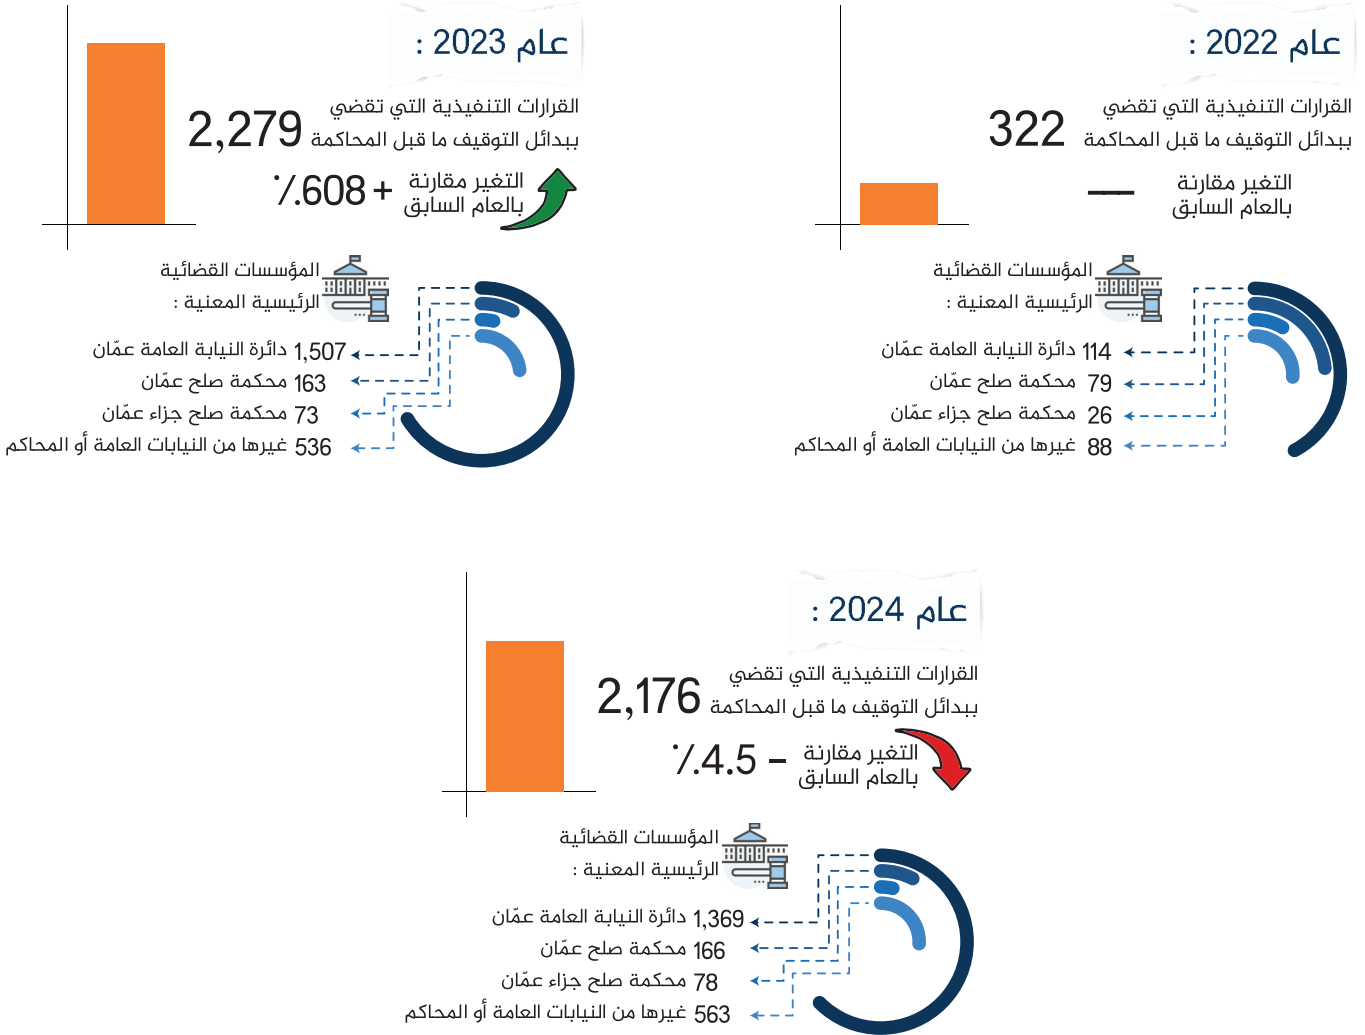 عام 2022 :
القرارات التنفيذية التي تقضي
ببدائل التوقيف ما قبل المحاكمة 322
التغير مقارنة
بالعام السابق —
المؤسسات القضائية
الرئيسية المعنية :
114 دائرة النيابة العامة عمّان
79 محكمة صلح عمّان
26 محكمة صلح جزاء عمّان
88 غيرها من النيابات العامة أو المحاكم
عام 2023 :
القرارات التنفيذية التي تقضي
ببدائل التوقيف ما قبل المحاكمة 2,279
التغير مقارنة
بالعام السابق + 608.٪
المؤسسات القضائية
الرئيسية المعنية :
1,507 دائرة النيابة العامة عمّان
163 محكمة صلح عمّان
73 محكمة صلح جزاء عمّان
536 غيرها من النيابات العامة أو المحاكم
عام 2024 :
القرارات التنفيذية التي تقضي
ببدائل التوقيف ما قبل المحاكمة 2,176
التغير مقارنة
بالعام السابق - 4.5.٪
المؤسسات القضائية
الرئيسية المعنية :
1,369 دائرة النيابة العامة عمّان
166 محكمة صلح عمّان
78 محكمة صلح جزاء عمّان
563 غيرها من النيابات العامة أو المحاكم